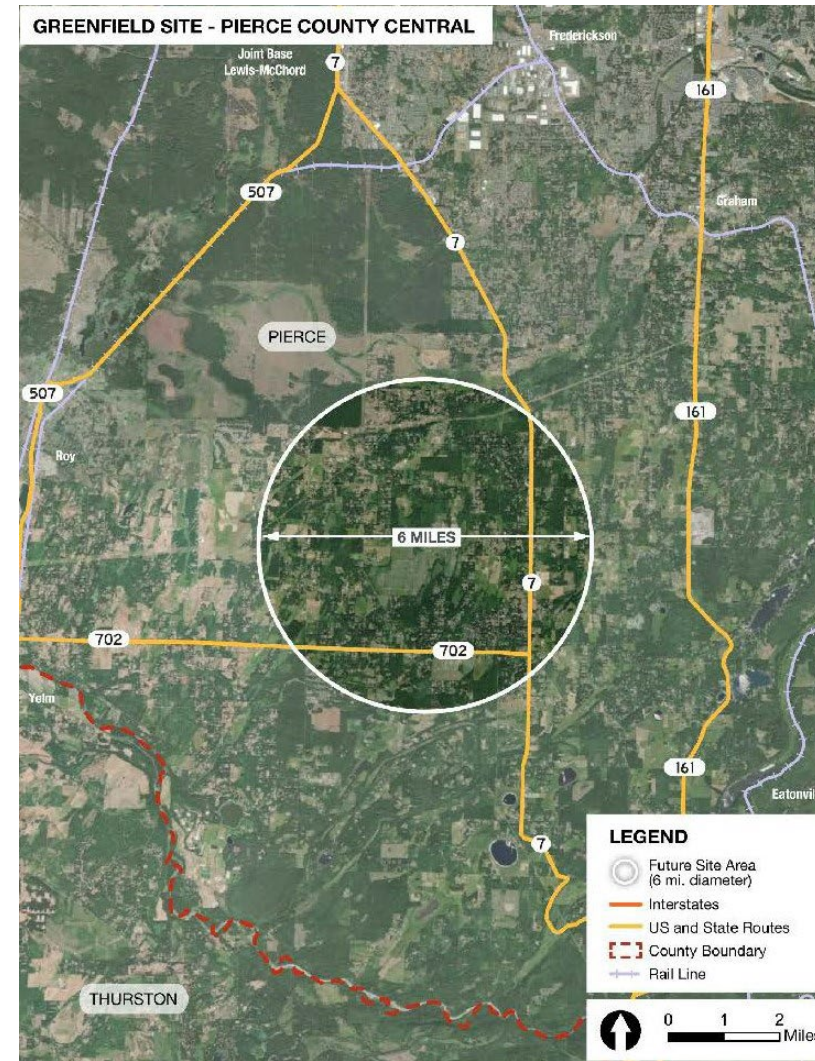 GREENFIELD SITE - PIERCE COUNTY CENTRAL
Frederickson
Joint Base
Lewis-McChord
7
161
507
Graham
7
PIERCE
507
161
Roy
6 MILES
7
702
702
Yelm
161
Eatonvil
7
THURSTON
LEGEND
Future Site Area
(6 mi. diameter)
Interstates
US and State Routes
County Boundary
Rail Line
0 1 2
Miles